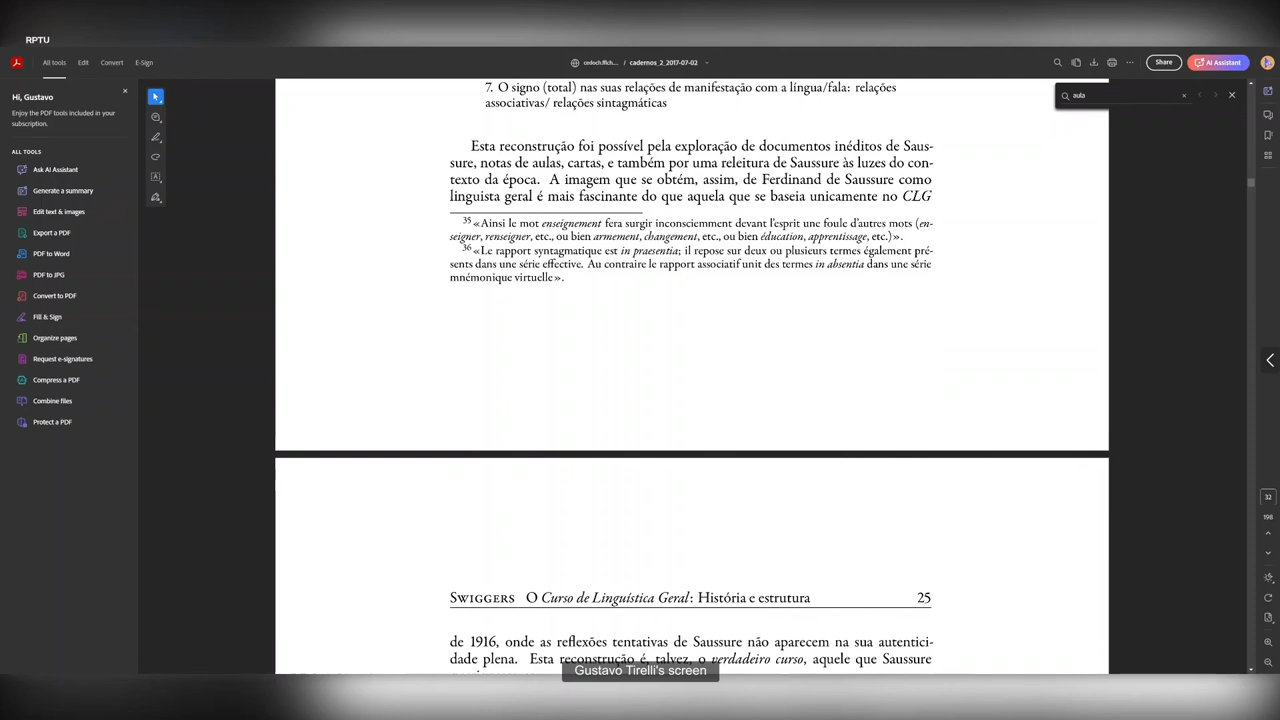 RPTU
All tools Edit Convert E-Sign
cedoch.fflch.... / cadernos_2_2017-07-02
Share AI Assistant
Hi, Gustavo
Enjoy the PDF tools included in your
subscription.
ALL TOOLS
Ask AI Assistant
Generate a summary
Edit text & images
Export a PDF
PDF to Word
PDF to JPG
Convert to PDF
Fill & Sign
Organize pages
Request e-signatures
Compress a PDF
Combine files
Protect a PDF
aula
7. O signo (total) nas suas relações de manifestação com a língua/fala: relações
associativas/ relações sintagmáticas
Esta reconstrução foi possível pela exploração de documentos inéditos de Saus-
sure, notas de aulas, cartas, e também por uma releitura de Saussure às luzes do con-
texto da época. A imagem que se obtém, assim, de Ferdinand de Saussure como
linguista geral é mais fascinante do que aquela que se baseia unicamente no CLG
35 «Ainsi le mot enseignement fera surgir inconsciemment devant l'esprit une foule d'autres mots (en-
seigner, renseigner, etc., ou bien armement, changement, etc., ou bien éducation, apprentissage, etc.)».
36 «Le rapport syntagmatique est in praesentia; il repose sur deux ou plusieurs termes également pré-
sents dans une série effective. Au contraire le rapport associatif unit des termes in absentia dans une série
mnémonique virtuelle».
SWIGGERS O Curso de Linguística Geral: História e estrutura 25
de 1916, onde as reflexões tentativas de Saussure não aparecem na sua autentici-
dade plena. Esta reconstrução é, talvez, o verdadeiro curso, aquele que Saussure
Gustavo Tirelli's screen
32
198